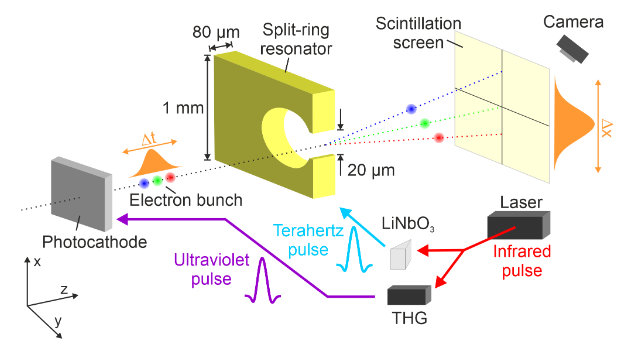 80 µm
Split-ring
resonator
Scintillation
screen
Camera
1 mm
Δt
Δx
20 µm
Electron bunch
Photocathode
Terahertz
pulse
LiNbO₃
Laser
Infrared
pulse
Ultraviolet
pulse
THG
x
z
y